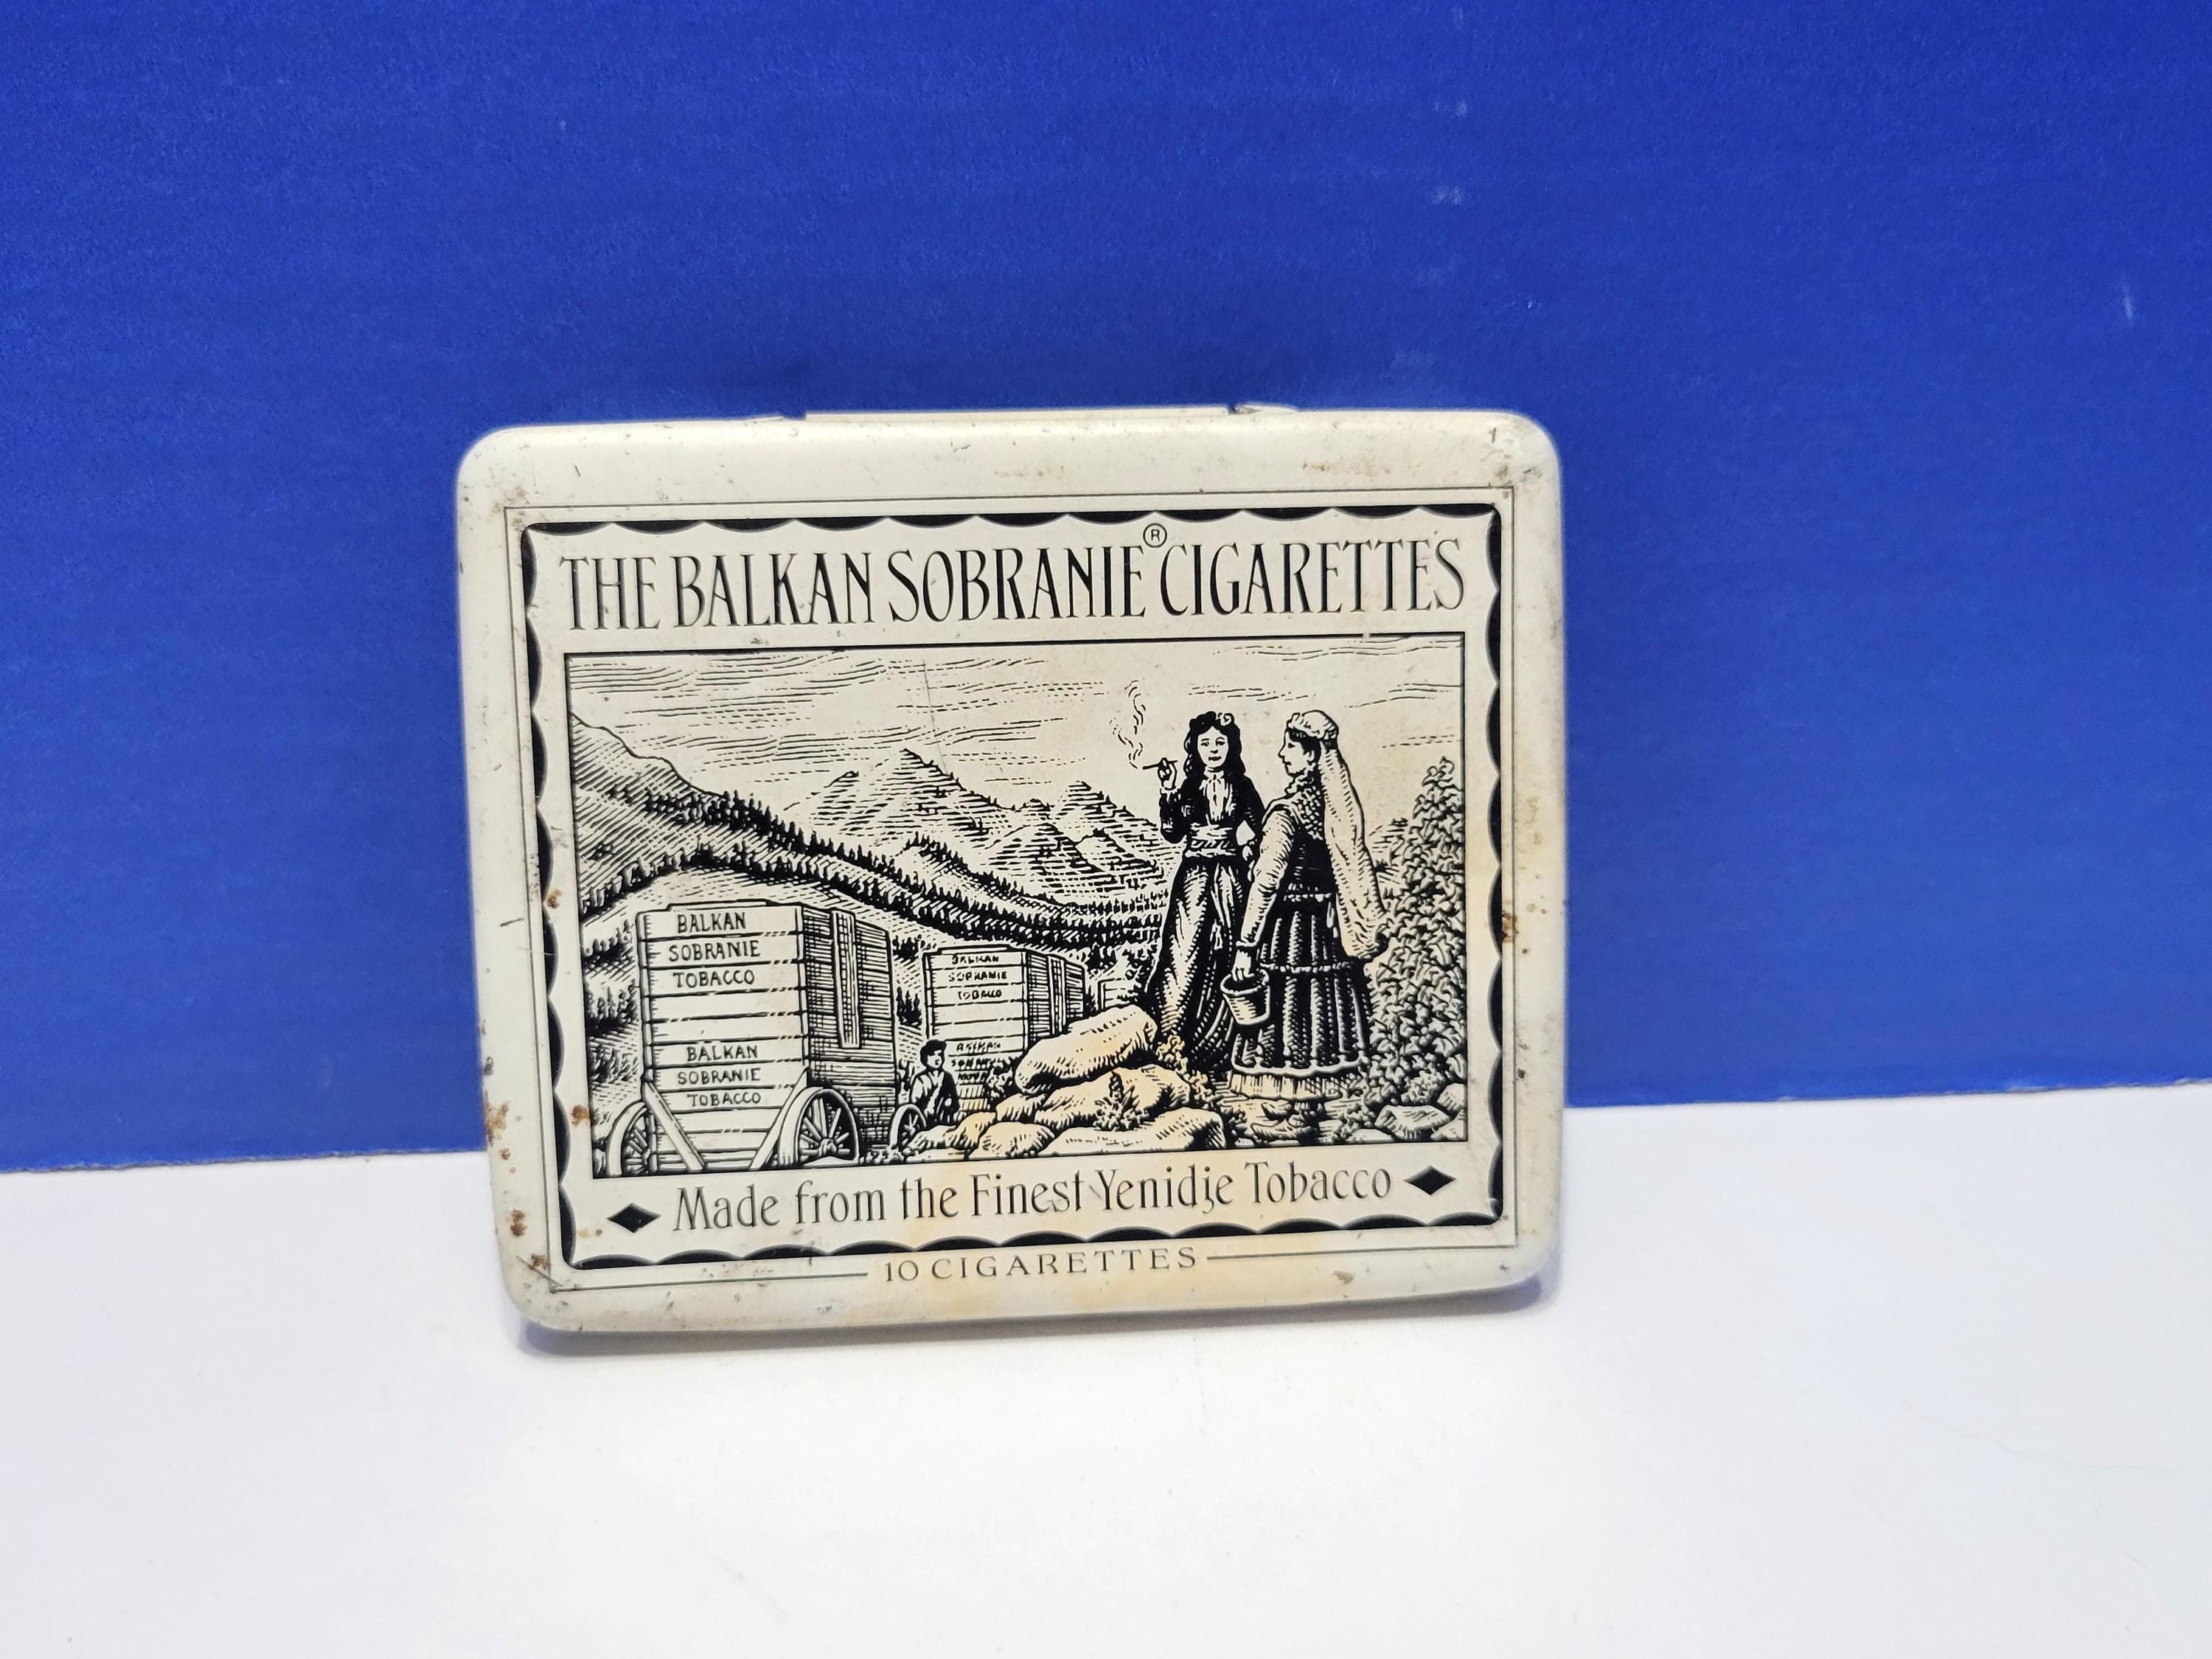 THE BALKAN SOBRANIE® CIGARETTES
BALKAN
SOBRANIE
TOBACCO
BALKAN
SOBRANIE
TOBACCO
BALKAN
SOBRANIE
TOBACCO
Made from the Finest Yenidje Tobacco
10 CIGARETTES